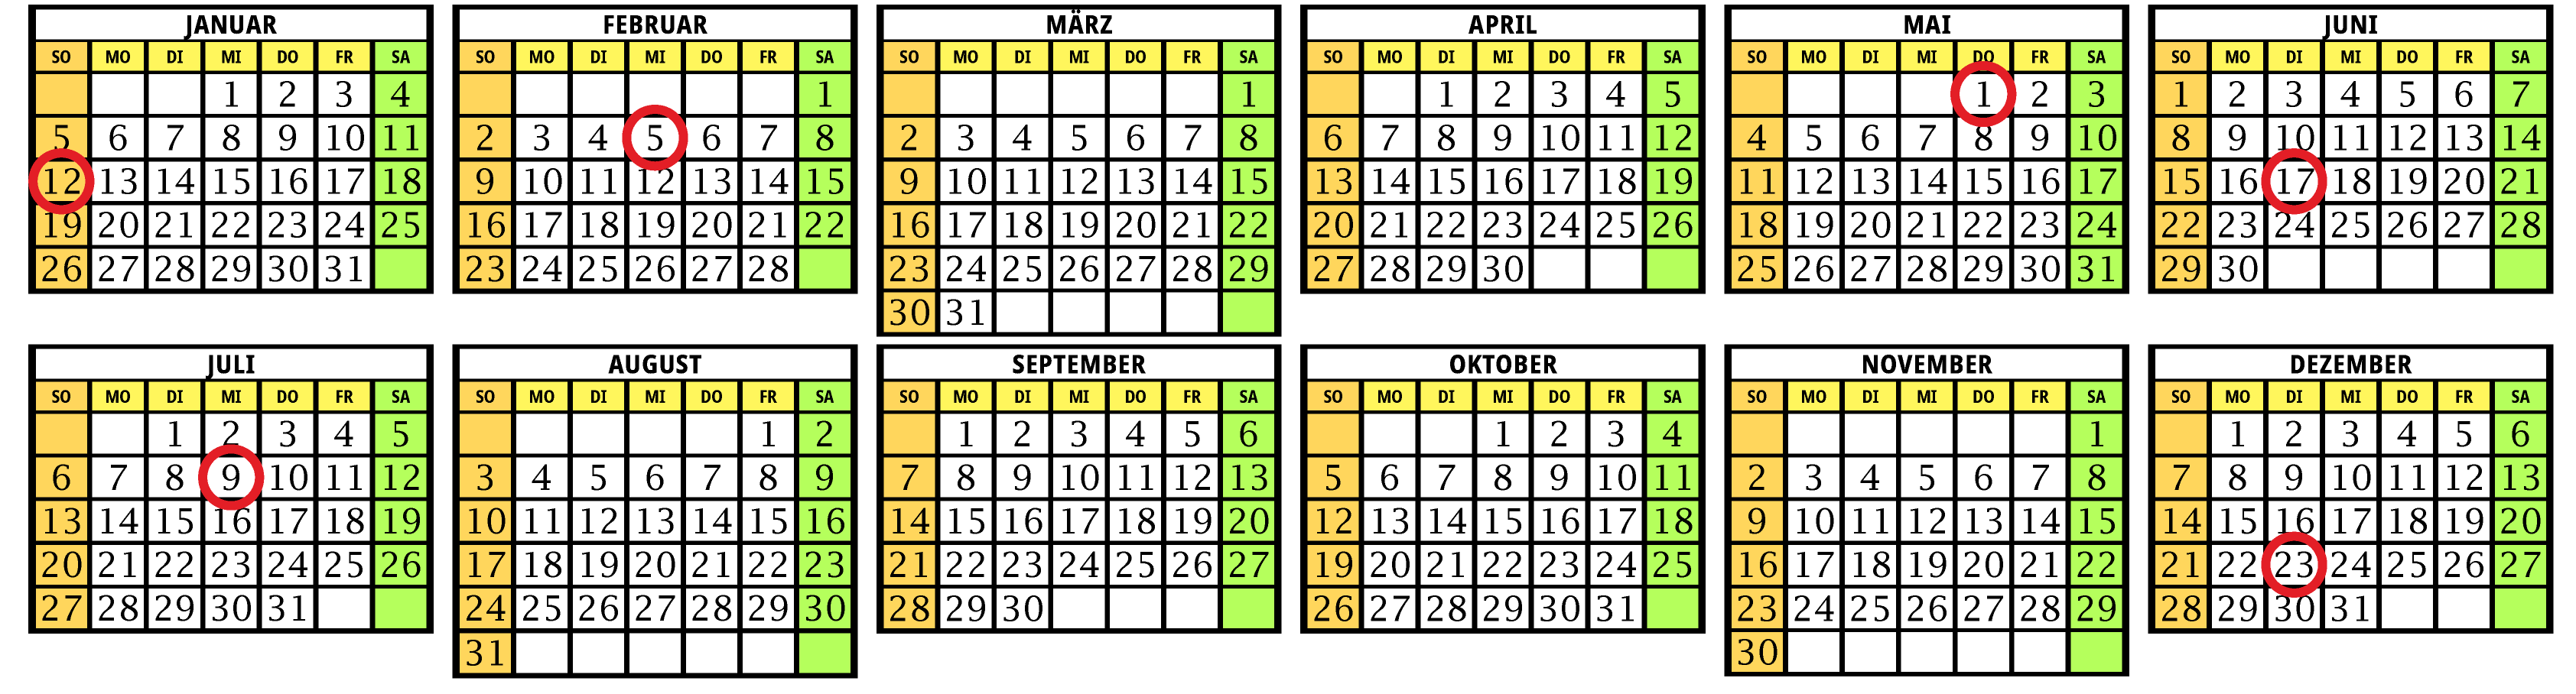 JANUAR
SO MO DI MI DO FR SA
1 2 3 4
5 6 7 8 9 10 11
12 13 14 15 16 17 18
19 20 21 22 23 24 25
26 27 28 29 30 31
FEBRUAR
SO MO DI MI DO FR SA
1
2 3 4 5 6 7 8
9 10 11 12 13 14 15
16 17 18 19 20 21 22
23 24 25 26 27 28
MÄRZ
SO MO DI MI DO FR SA
1
2 3 4 5 6 7 8
9 10 11 12 13 14 15
16 17 18 19 20 21 22
23 24 25 26 27 28 29
30 31
APRIL
SO MO DI MI DO FR SA
1 2 3 4 5
6 7 8 9 10 11 12
13 14 15 16 17 18 19
20 21 22 23 24 25 26
27 28 29 30
MAI
SO MO DI MI DO FR SA
1 2 3
4 5 6 7 8 9 10
11 12 13 14 15 16 17
18 19 20 21 22 23 24
25 26 27 28 29 30 31
JUNI
SO MO DI MI DO FR SA
1 2 3 4 5 6 7
8 9 10 11 12 13 14
15 16 17 18 19 20 21
22 23 24 25 26 27 28
29 30
JULI
SO MO DI MI DO FR SA
1 2 3 4 5
6 7 8 9 10 11 12
13 14 15 16 17 18 19
20 21 22 23 24 25 26
27 28 29 30 31
AUGUST
SO MO DI MI DO FR SA
1 2
3 4 5 6 7 8 9
10 11 12 13 14 15 16
17 18 19 20 21 22 23
24 25 26 27 28 29 30
31
SEPTEMBER
SO MO DI MI DO FR SA
1 2 3 4 5 6
7 8 9 10 11 12 13
14 15 16 17 18 19 20
21 22 23 24 25 26 27
28 29 30
OKTOBER
SO MO DI MI DO FR SA
1 2 3 4
5 6 7 8 9 10 11
12 13 14 15 16 17 18
19 20 21 22 23 24 25
26 27 28 29 30 31
NOVEMBER
SO MO DI MI DO FR SA
1
2 3 4 5 6 7 8
9 10 11 12 13 14 15
16 17 18 19 20 21 22
23 24 25 26 27 28 29
30
DEZEMBER
SO MO DI MI DO FR SA
1 2 3 4 5 6
7 8 9 10 11 12 13
14 15 16 17 18 19 20
21 22 23 24 25 26 27
28 29 30 31